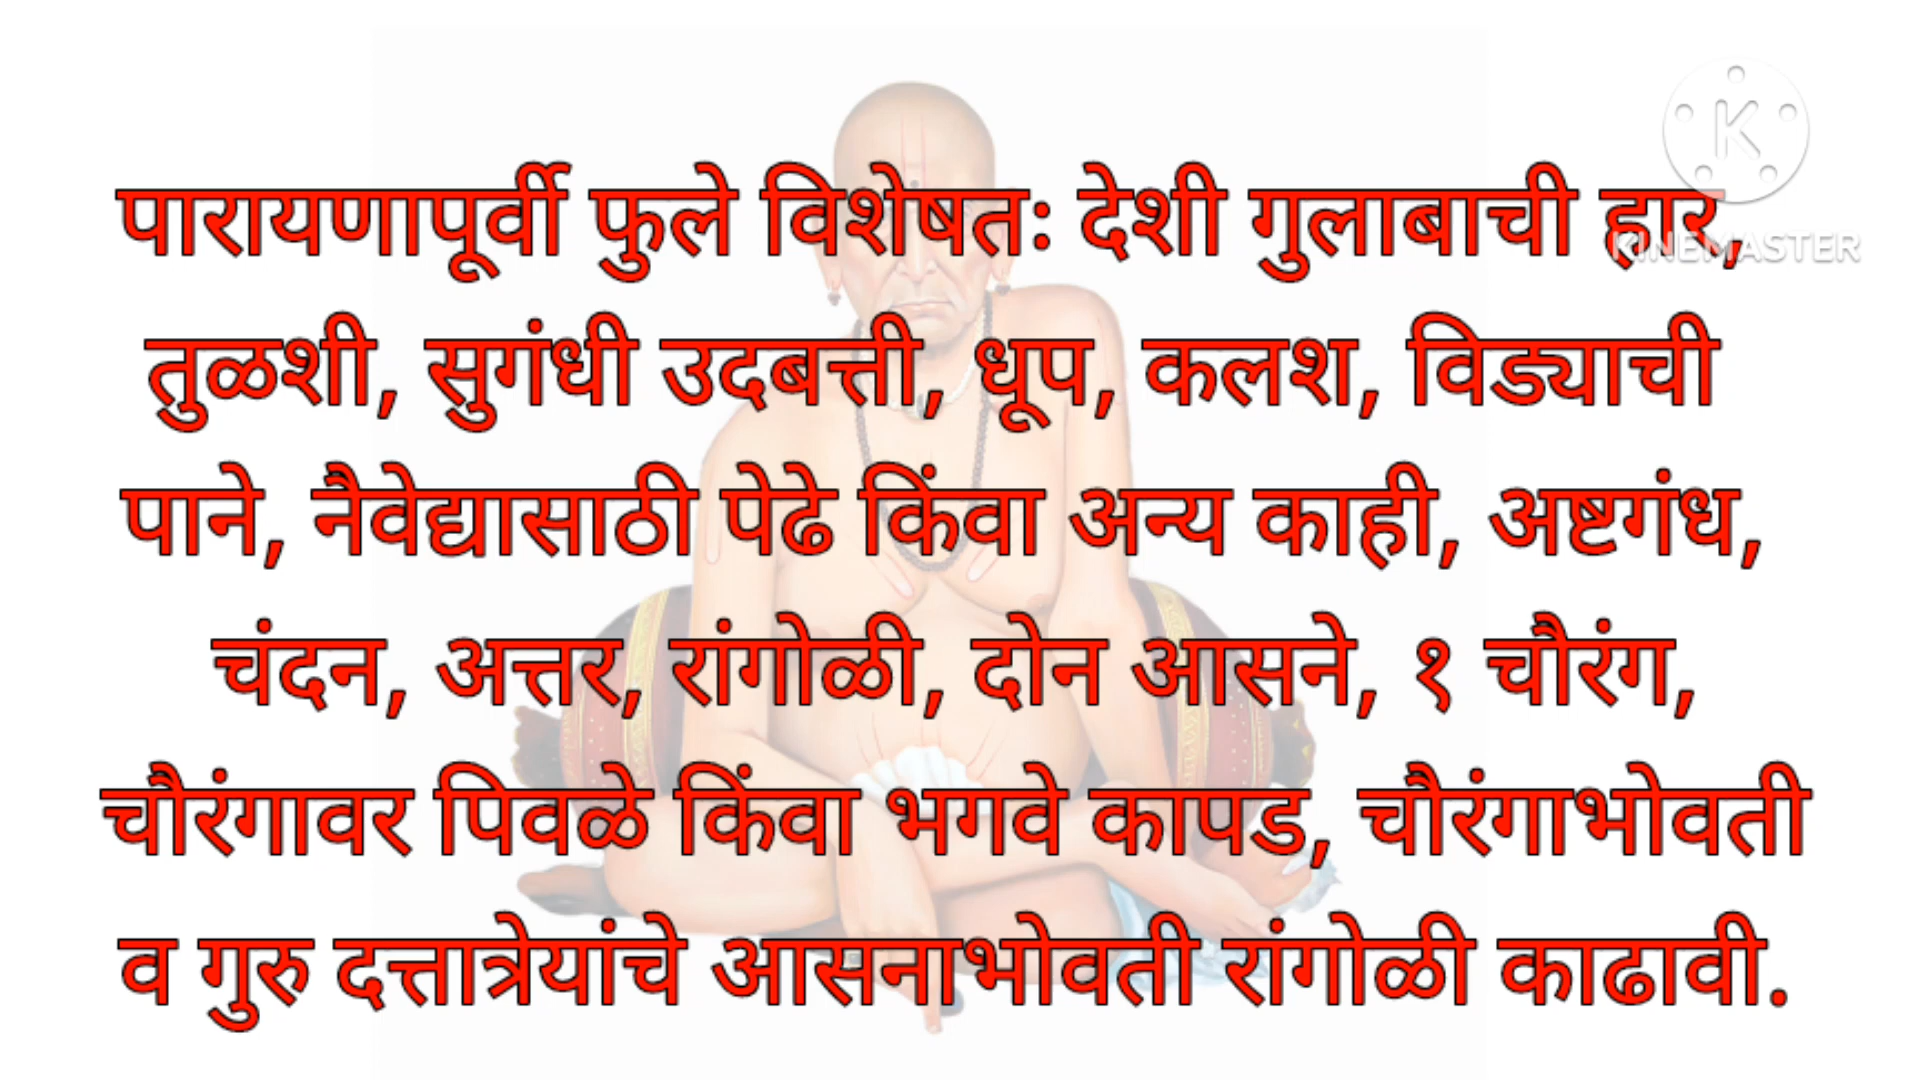 पारायणापूर्वी फुले विशेषतः देशी गुलाबाची हार,
तुळशी, सुगंधी उदबत्ती, धूप, कलश, विड्याची
पाने, नैवेद्यासाठी पेढे किंवा अन्य काही, अष्टगंध,
चंदन, अत्तर, रांगोळी, दोन आसने, १ चौरंग,
चौरंगावर पिवळे किंवा भगवे कापड, चौरंगाभोवती
व गुरु दत्तात्रेयांचे आसनाभोवती रांगोळी काढावी.
K
KINEMASTER